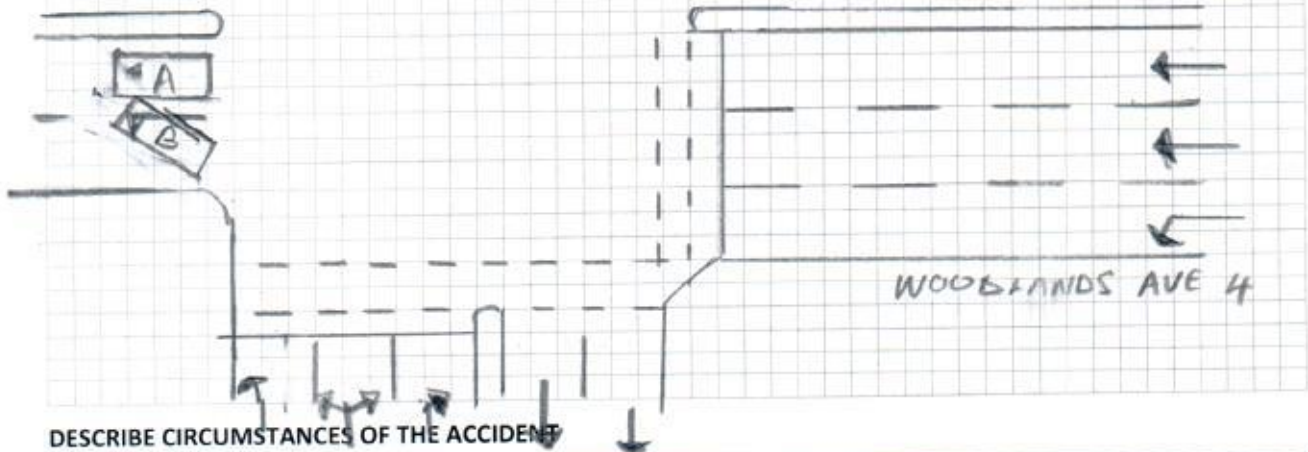 A
B
WOODLANDS AVE 4
DESCRIBE CIRCUMSTANCES OF THE ACCIDENT